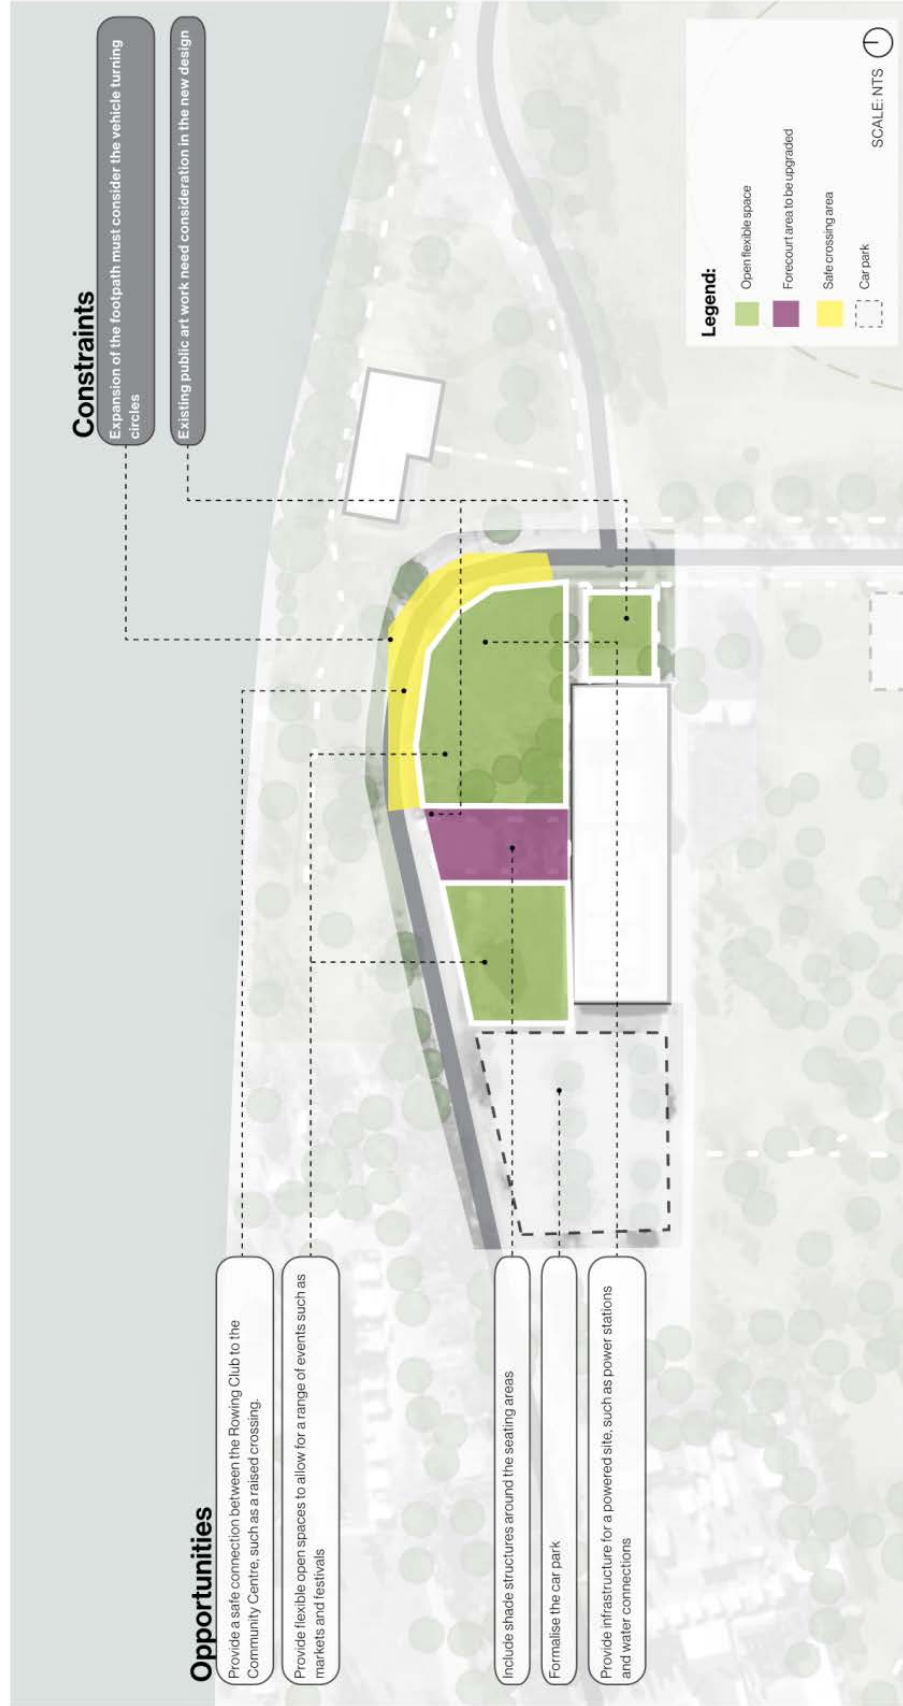 Opportunities
Provide a safe connection between the Rowing Club to the
Community Centre, such as a raised crossing.
Provide flexible open spaces to allow for a range of events such as
markets and festivals
Include shade structures around the seating areas
Formalise the car park
Provide infrastructure for a powered site, such as power stations
and water connections
Constraints
Expansion of the footpath must consider the vehicle turning
circles
Existing public art work need consideration in the new design
Legend:
Open flexible space
Forecourt area to be upgraded
Safe crossing area
Car park
SCALE: NTS